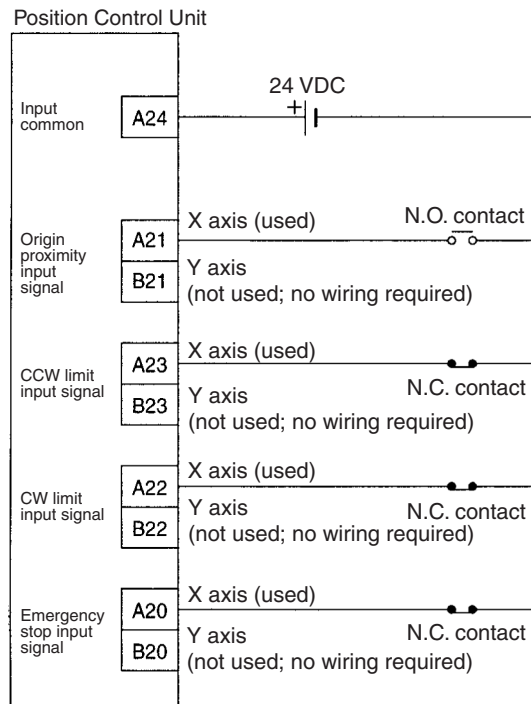 Position Control Unit
24 VDC
+
Input
common
A24
X axis (used)
N.O. contact
Origin
proximity
input
signal
A21
B21
Y axis
(not used; no wiring required)
X axis (used)
CCW limit
input signal
A23
B23
N.C. contact
Y axis
(not used; no wiring required)
X axis (used)
CW limit
input signal
A22
B22
N.C. contact
Y axis
(not used; no wiring required)
X axis (used)
Emergency
stop input
signal
A20
B20
N.C. contact
Y axis
(not used; no wiring required)